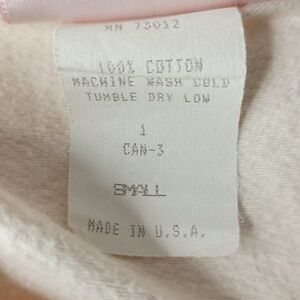 RN 73012
100% COTTON
MACHINE WASH COLD
TUMBLE DRY LOW
1
CAN-3
SMALL
MADE IN U.S.A.